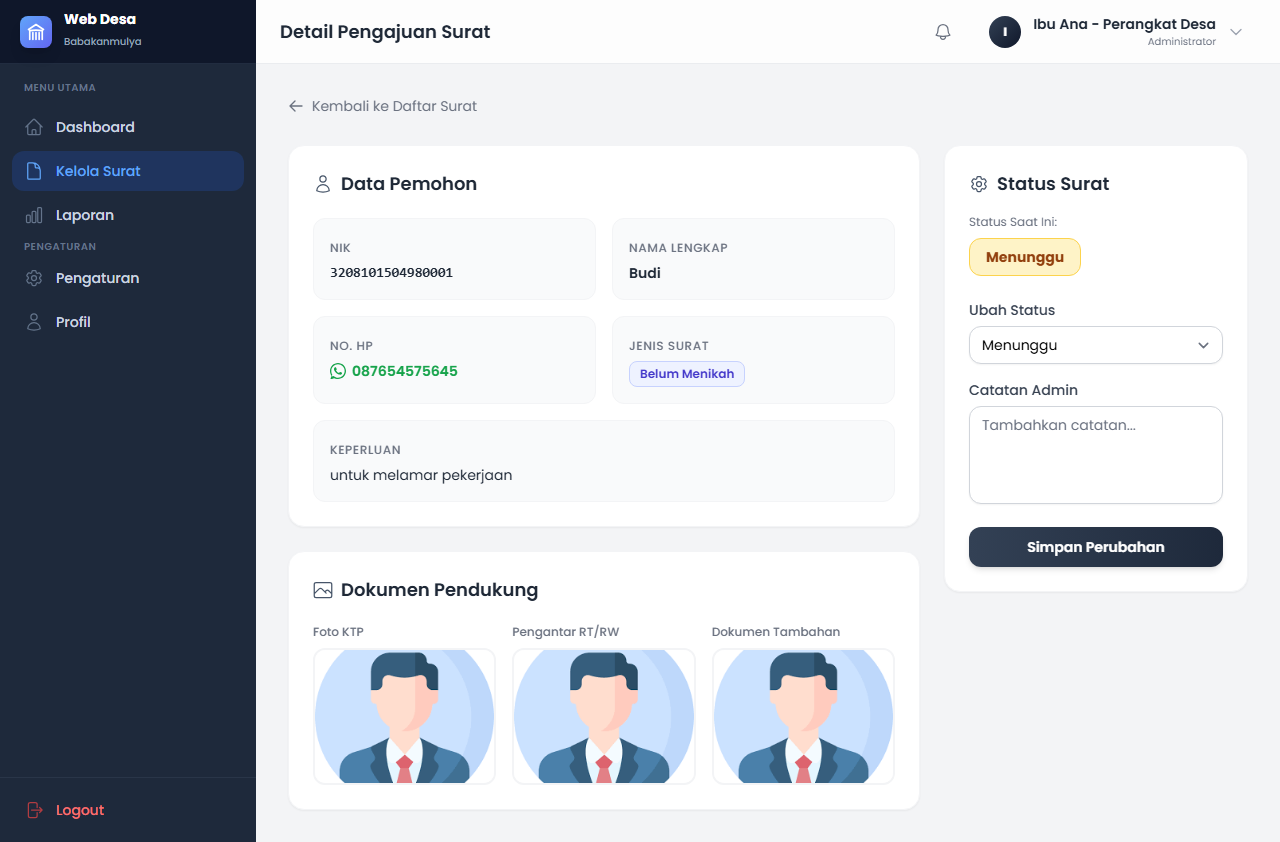 Web Desa
Babakanmulya
MENU UTAMA
Dashboard
Kelola Surat
Laporan
PENGATURAN
Pengaturan
Profil
Logout
Detail Pengajuan Surat
I
Ibu Ana - Perangkat Desa
Administrator
Kembali ke Daftar Surat
Data Pemohon
NIK
3208101504980001
NAMA LENGKAP
Budi
NO. HP
087654575645
JENIS SURAT
Belum Menikah
KEPERLUAN
untuk melamar pekerjaan
Dokumen Pendukung
Foto KTP
Pengantar RT/RW
Dokumen Tambahan
Status Surat
Status Saat Ini:
Menunggu
Ubah Status
Menunggu
Catatan Admin
Tambahkan catatan...
Simpan Perubahan